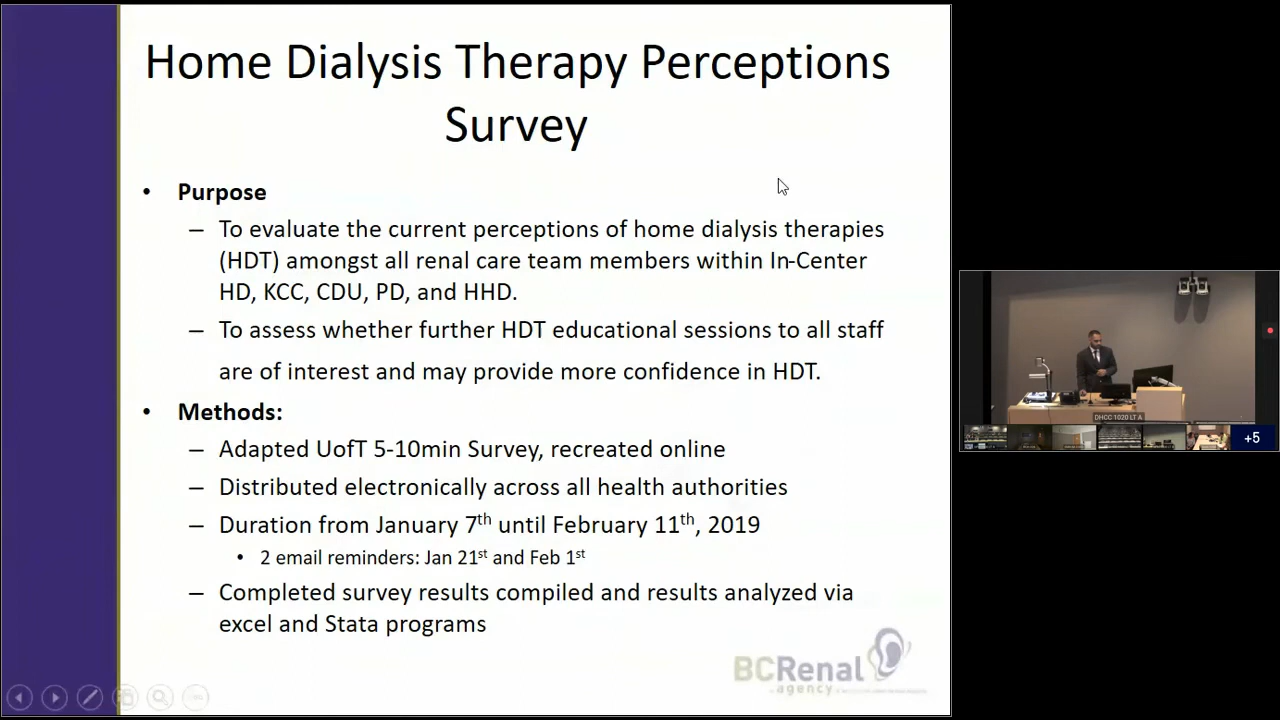 Home Dialysis Therapy Perceptions
Survey
• Purpose
– To evaluate the current perceptions of home dialysis therapies
(HDT) amongst all renal care team members within In-Center
HD, KCC, CDU, PD, and HHD.
– To assess whether further HDT educational sessions to all staff
are of interest and may provide more confidence in HDT.
• Methods:
– Adapted UofT 5-10min Survey, recreated online
– Distributed electronically across all health authorities
– Duration from January 7th until February 11th, 2019
• 2 email reminders: Jan 21st and Feb 1st
– Completed survey results compiled and results analyzed via
excel and Stata programs
BCRenal
agency
DHCC 1020 LT A
+5